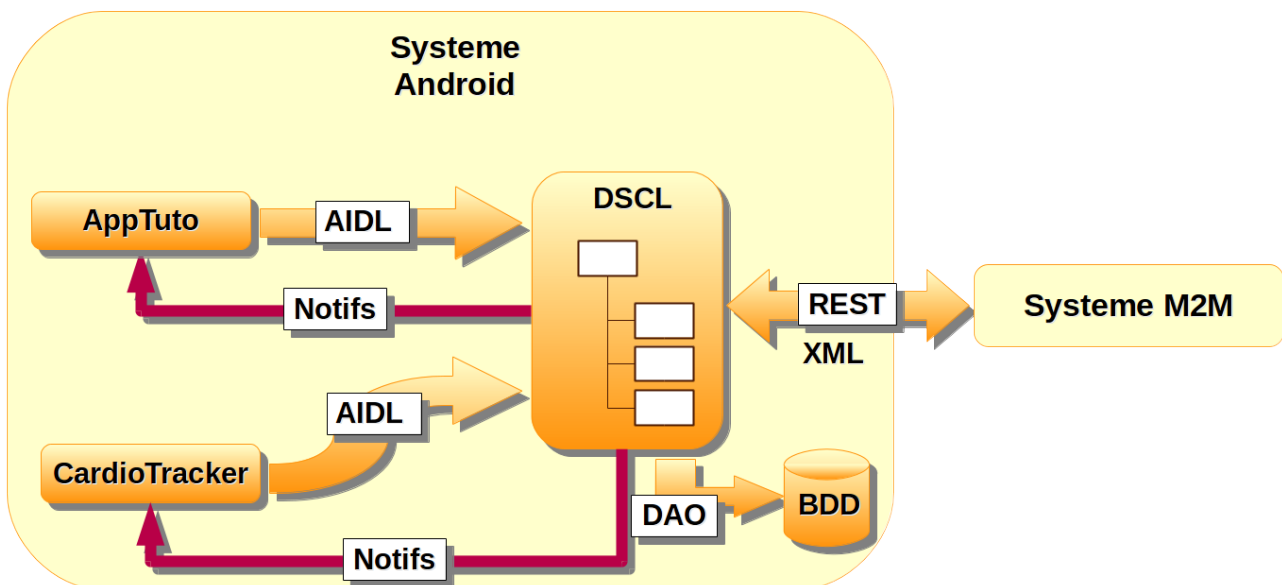 Systeme
Android
DSCL
AppTuto
AIDL
Notifs
REST
XML
Systeme M2M
AIDL
CardioTracker
DAO
BDD
Notifs